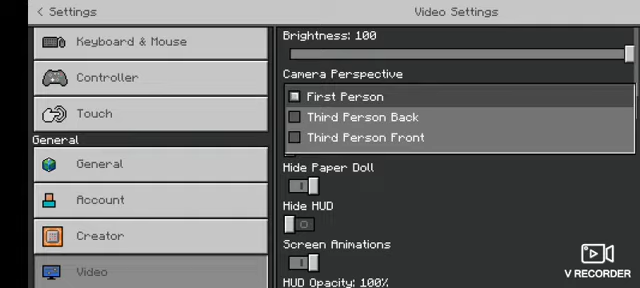 < Settings
Video Settings
Keyboard & Mouse
Controller
Touch
General
General
Account
Creator
Video
Brightness: 100
Camera Perspective
First Person
Third Person Back
Third Person Front
Hide Paper Doll
Hide HUD
Screen Animations
HUD Opacity: 100%
V RECORDER